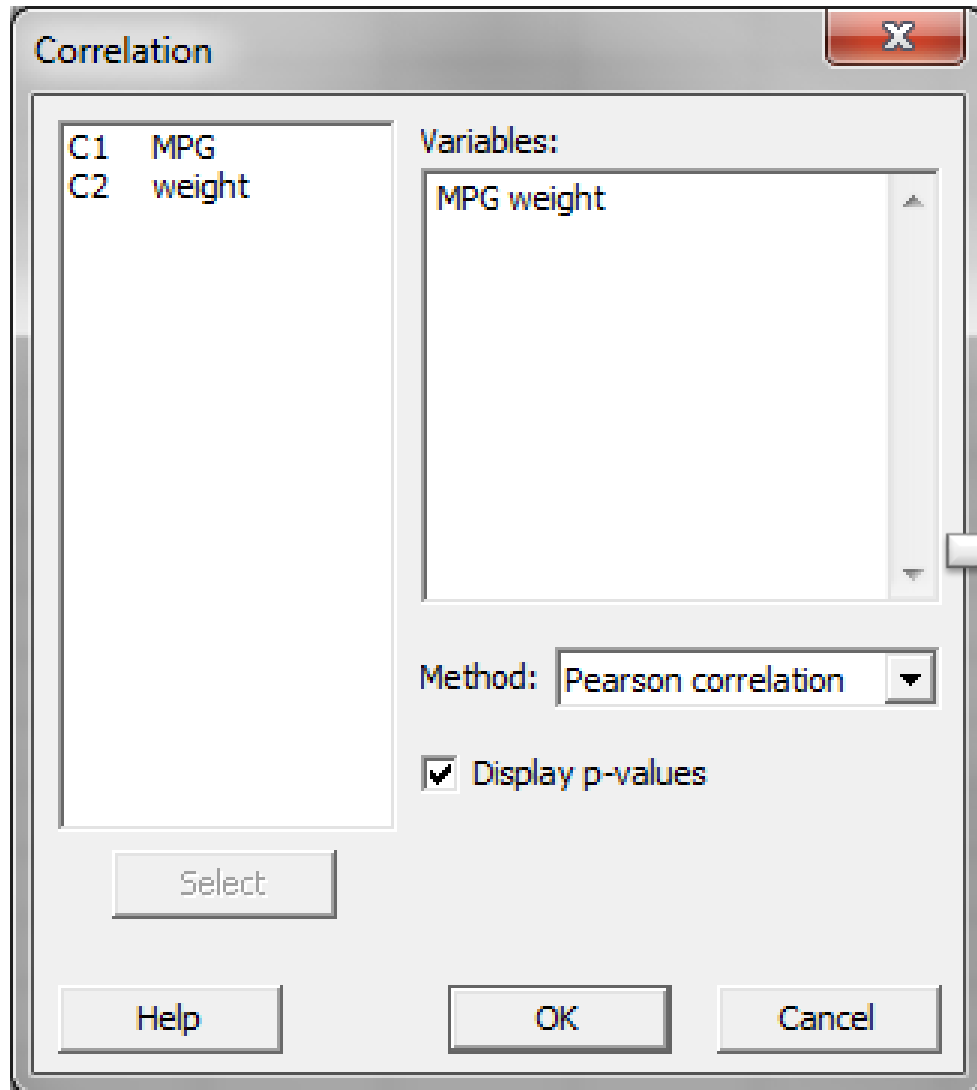 Correlation
C1 MPG
C2 weight
Variables:
MPG weight
Method: Pearson correlation
Display p-values
Select
Help OK Cancel